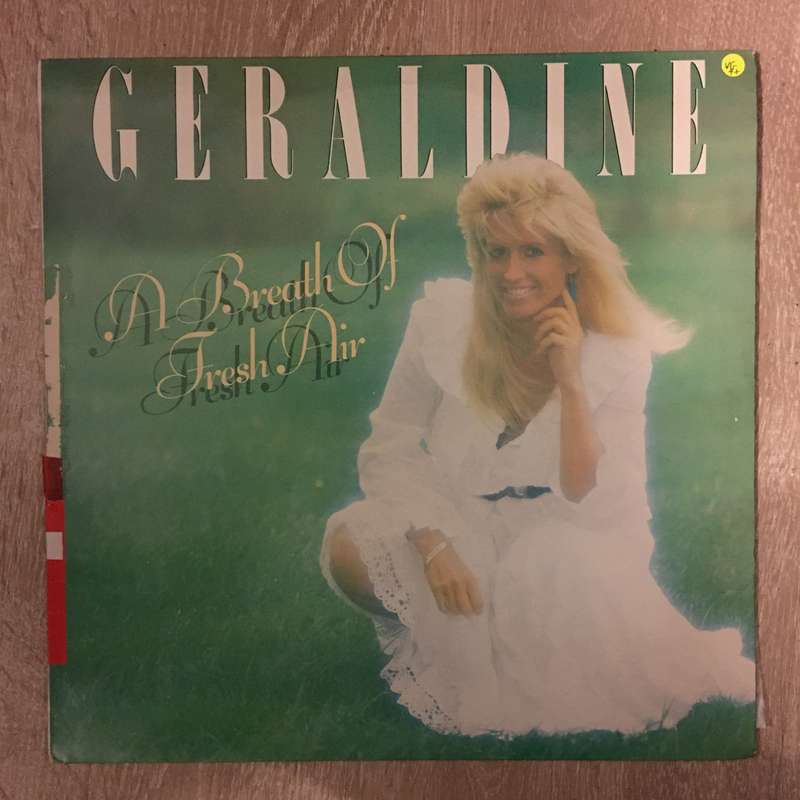 GERALDINE
A Breath Of
Fresh Air